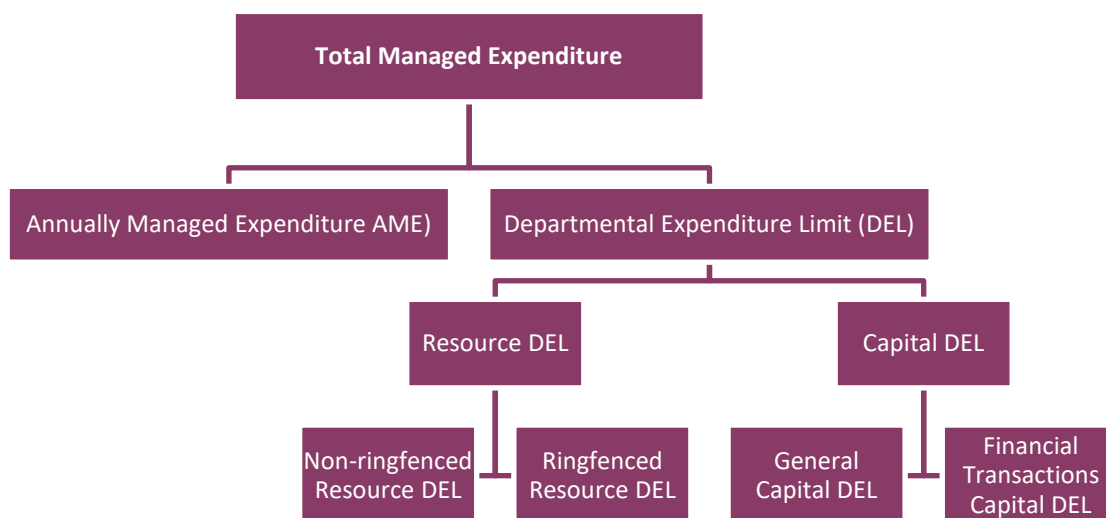 Total Managed Expenditure
Annually Managed Expenditure AME)
Departmental Expenditure Limit (DEL)
Resource DEL
Capital DEL
Non-ringfenced
Resource DEL
Ringfenced
Resource DEL
General
Capital DEL
Financial
Transactions
Capital DEL